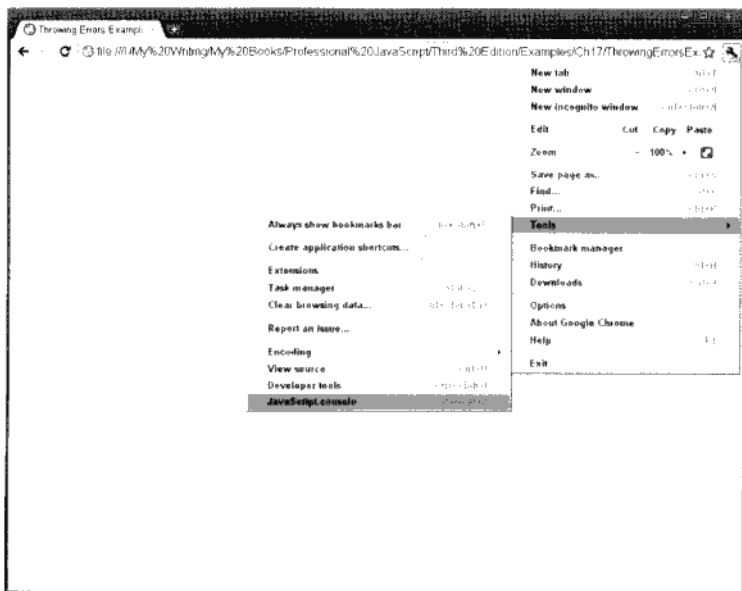 Throwing Errors Exampl
file:///I:/My%20Writing/My%20Books/Professional%20JavaScript/Third%20Edition/Examples/Ch17/ThrowingErrorsEx
New tab
New window
New incognito window
Edit Cut Copy Paste
Zoom - 100% +
Save page as...
Find...
Print...
Tools
Bookmark manager
History
Downloads
Options
About Google Chrome
Help
Exit
Always show bookmarks bar
Create application shortcuts...
Extensions
Task manager
Clear browsing data...
Report an issue...
Encoding
View source
Developer tools
JavaScript console